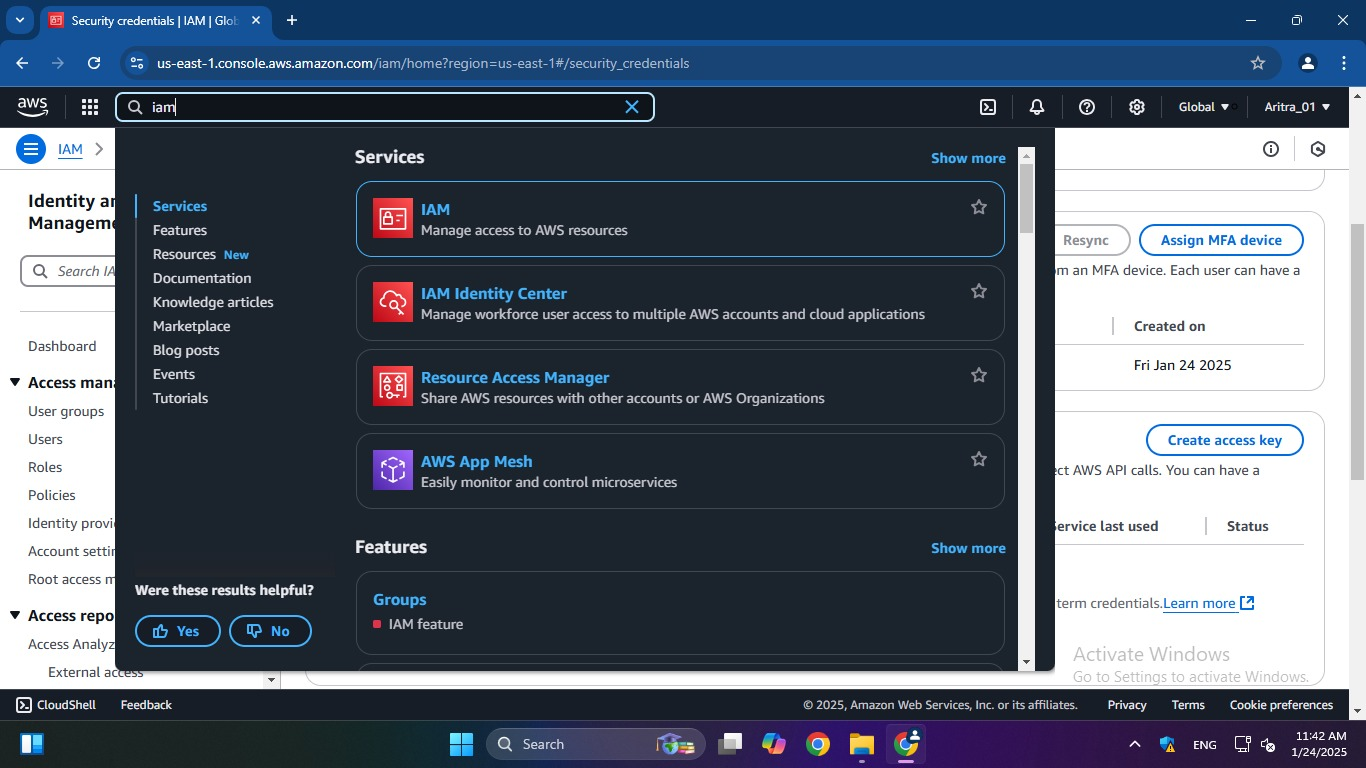 Security credentials | IAM | Glob
us-east-1.console.aws.amazon.com/iam/home?region=us-east-1#/security_credentials
aws
iam
Global
Aritra_01
IAM
Identity ar
Manageme
Search IA
Dashboard
Access mana
User groups
Users
Roles
Policies
Identity provi
Account settin
Root access m
Access repo
Access Analyz
External access
Services
Features
Resources New
Documentation
Knowledge articles
Marketplace
Blog posts
Events
Tutorials
Were these results helpful?
Yes
No
Services
Show more
IAM
Manage access to AWS resources
IAM Identity Center
Manage workforce user access to multiple AWS accounts and cloud applications
Resource Access Manager
Share AWS resources with other accounts or AWS Organizations
AWS App Mesh
Easily monitor and control microservices
Features
Show more
Groups
IAM feature
Resync
Assign MFA device
om an MFA device. Each user can have a
Created on
Fri Jan 24 2025
Create access key
ect AWS API calls. You can have a
Service last used
Status
term credentials. Learn more
Activate Windows
Go to Settings to activate Windows.
CloudShell
Feedback
© 2025, Amazon Web Services, Inc. or its affiliates.
Privacy
Terms
Cookie preferences
Search
ENG
11:42 AM
1/24/2025